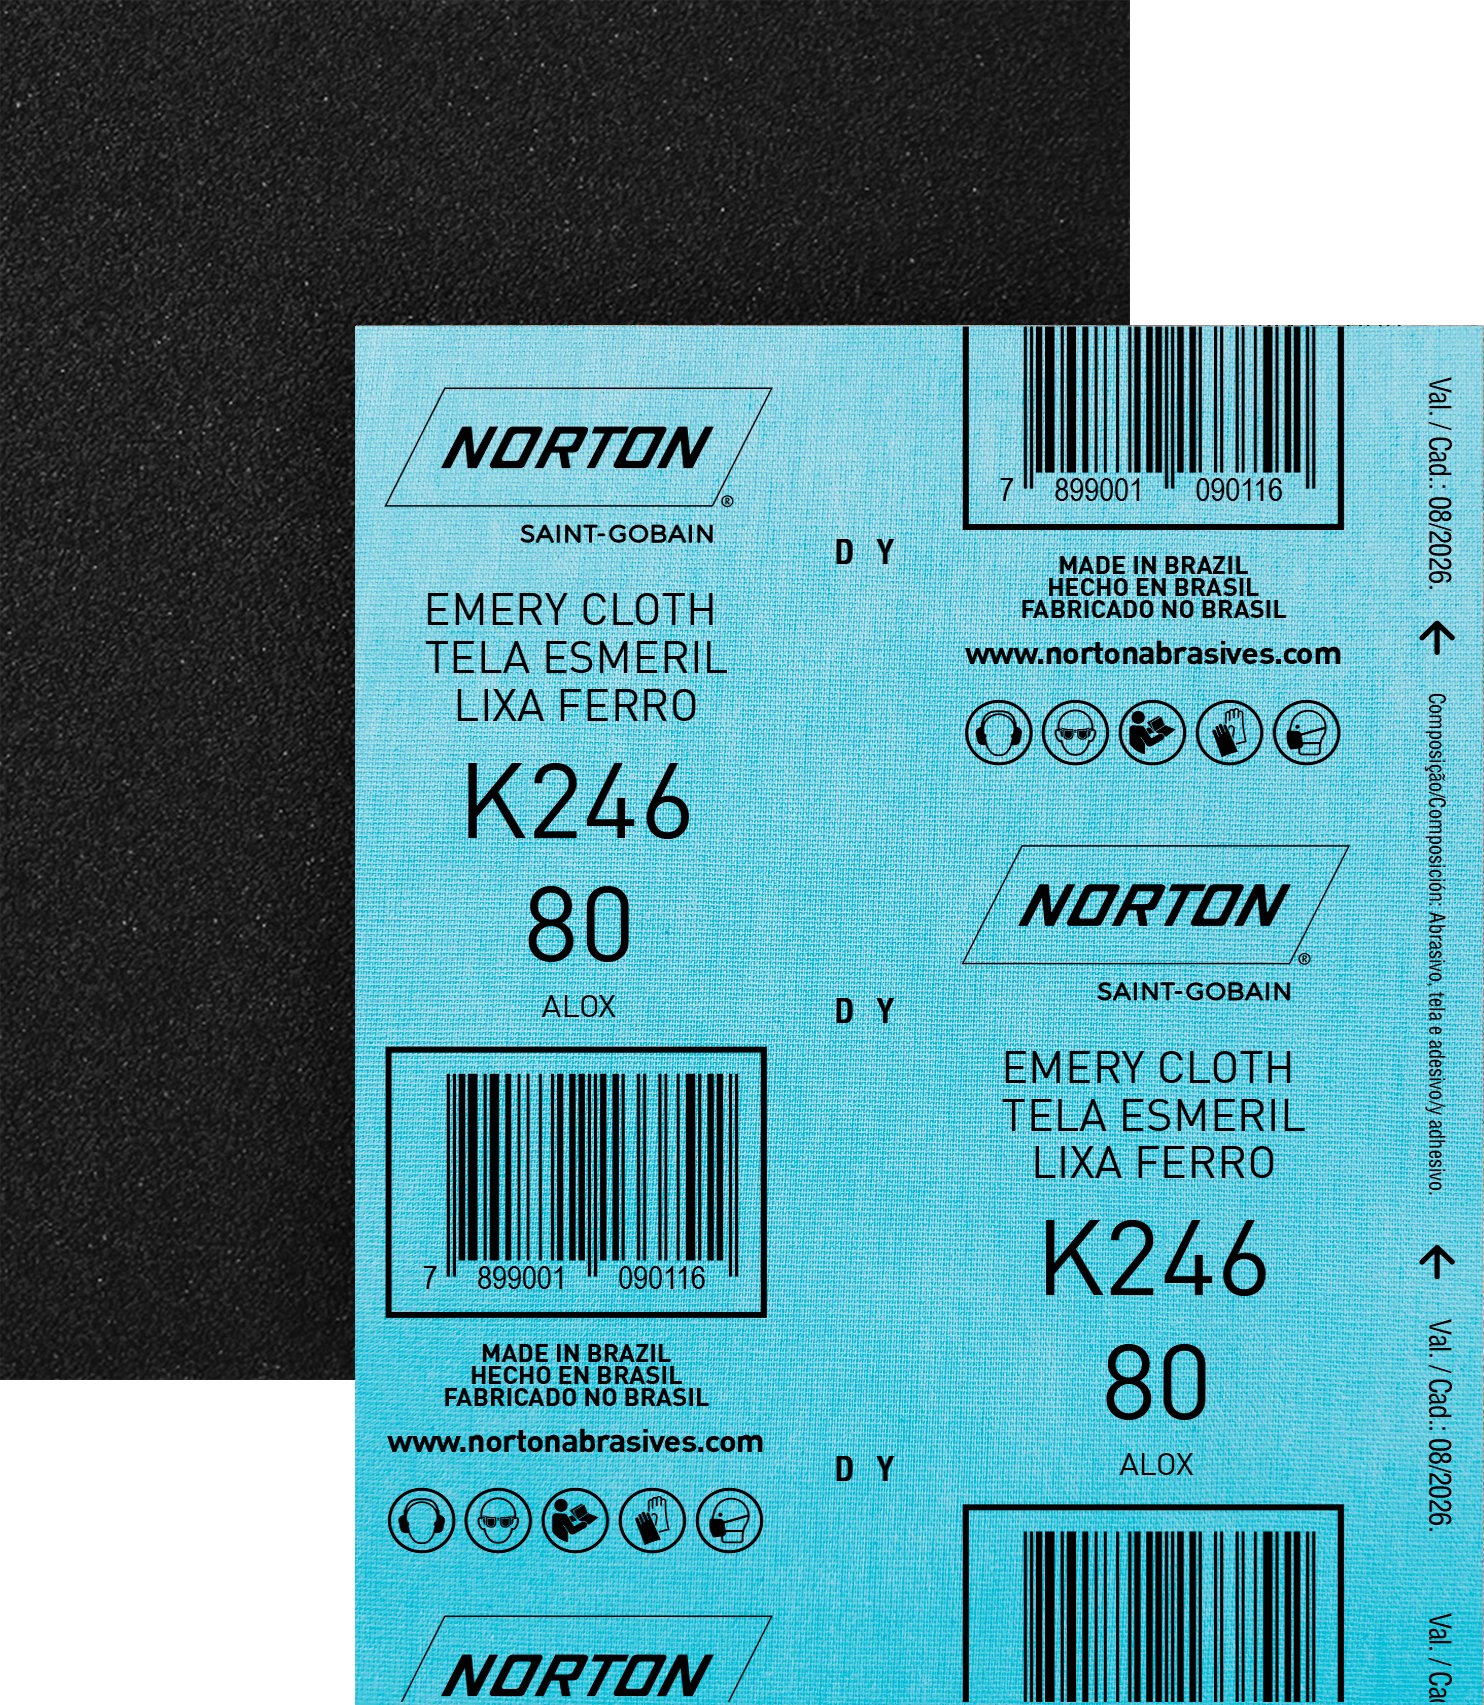 NORTON
®
SAINT-GOBAIN
EMERY CLOTH
TELA ESMERIL
LIXA FERRO
K246
80
ALOX
7 899001 090116
MADE IN BRAZIL
HECHO EN BRASIL
FABRICADO NO BRASIL
www.nortonabrasives.com
NORTON
D Y
D Y
D Y
7 899001 090116
MADE IN BRAZIL
HECHO EN BRASIL
FABRICADO NO BRASIL
www.nortonabrasives.com
NORTON
®
SAINT-GOBAIN
EMERY CLOTH
TELA ESMERIL
LIXA FERRO
K246
80
ALOX
Val. / Cad.: 08/2026.
Composição/Composición: Abrasivo, tela e adesivo/y adhesivo.
Val. / Cad.: 08/2026.
Val. / Ca